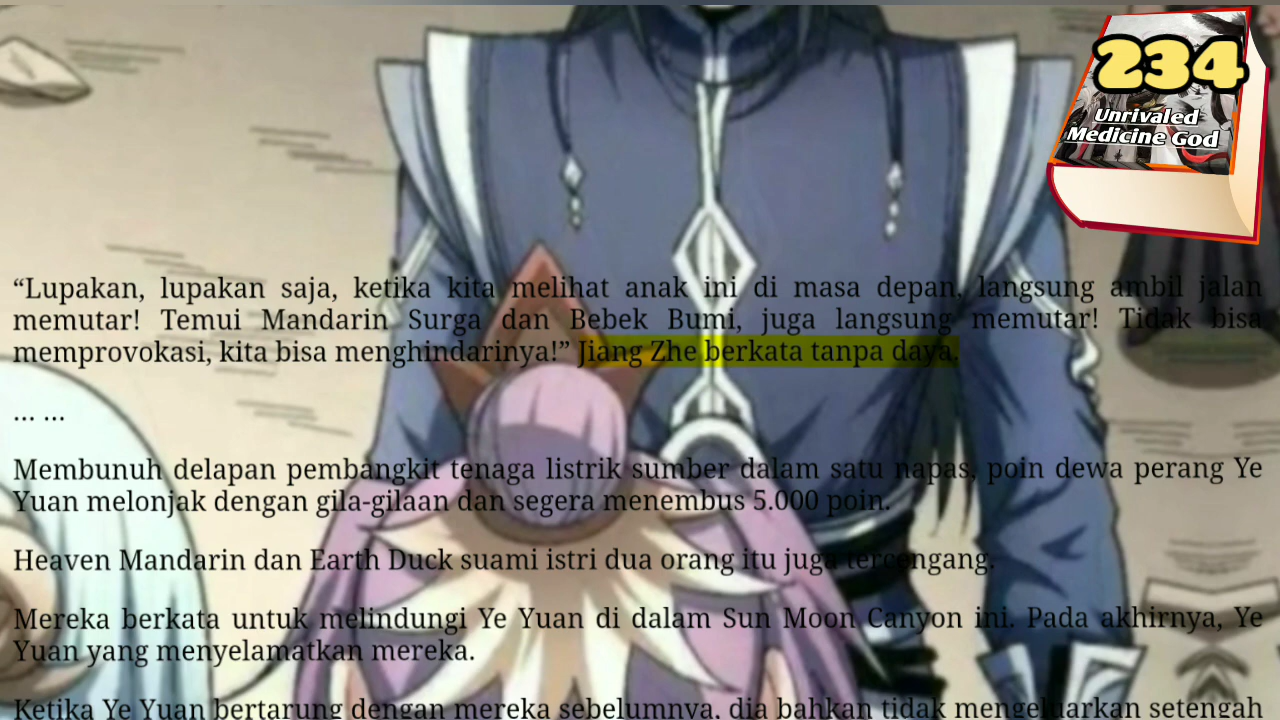 234
Unrivaled
Medicine God
“Lupakan, lupakan saja, ketika kita melihat anak ini di masa depan, langsung ambil jalan
memutar! Temui Mandarin Surga dan Bebek Bumi, juga langsung memutar! Tidak bisa
memprovokasi, kita bisa menghindarinya!” Jiang Zhe berkata tanpa daya.
... ...
Membunuh delapan pembangkit tenaga listrik sumber dalam satu napas, poin dewa perang Ye
Yuan melonjak dengan gila-gilaan dan segera menembus 5.000 poin.
Heaven Mandarin dan Earth Duck suami istri dua orang itu juga tercengang.
Mereka berkata untuk melindungi Ye Yuan di dalam Sun Moon Canyon ini. Pada akhirnya, Ye
Yuan yang menyelamatkan mereka.
Ketika Ye Yuan bertarung dengan mereka sebelumnya, dia bahkan tidak mengeluarkan setengah